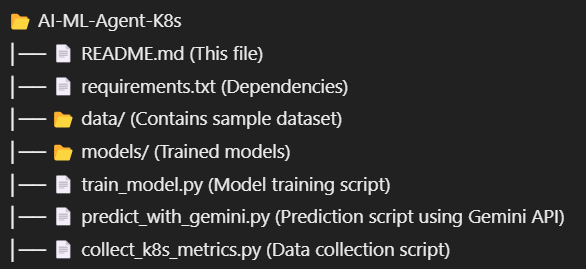 📂 AI-ML-Agent-K8s
│── 📄 README.md (This file)
│── 📄 requirements.txt (Dependencies)
│── 📂 data/ (Contains sample dataset)
│── 📂 models/ (Trained models)
│── 📄 train_model.py (Model training script)
│── 📄 predict_with_gemini.py (Prediction script using Gemini API)
│── 📄 collect_k8s_metrics.py (Data collection script)